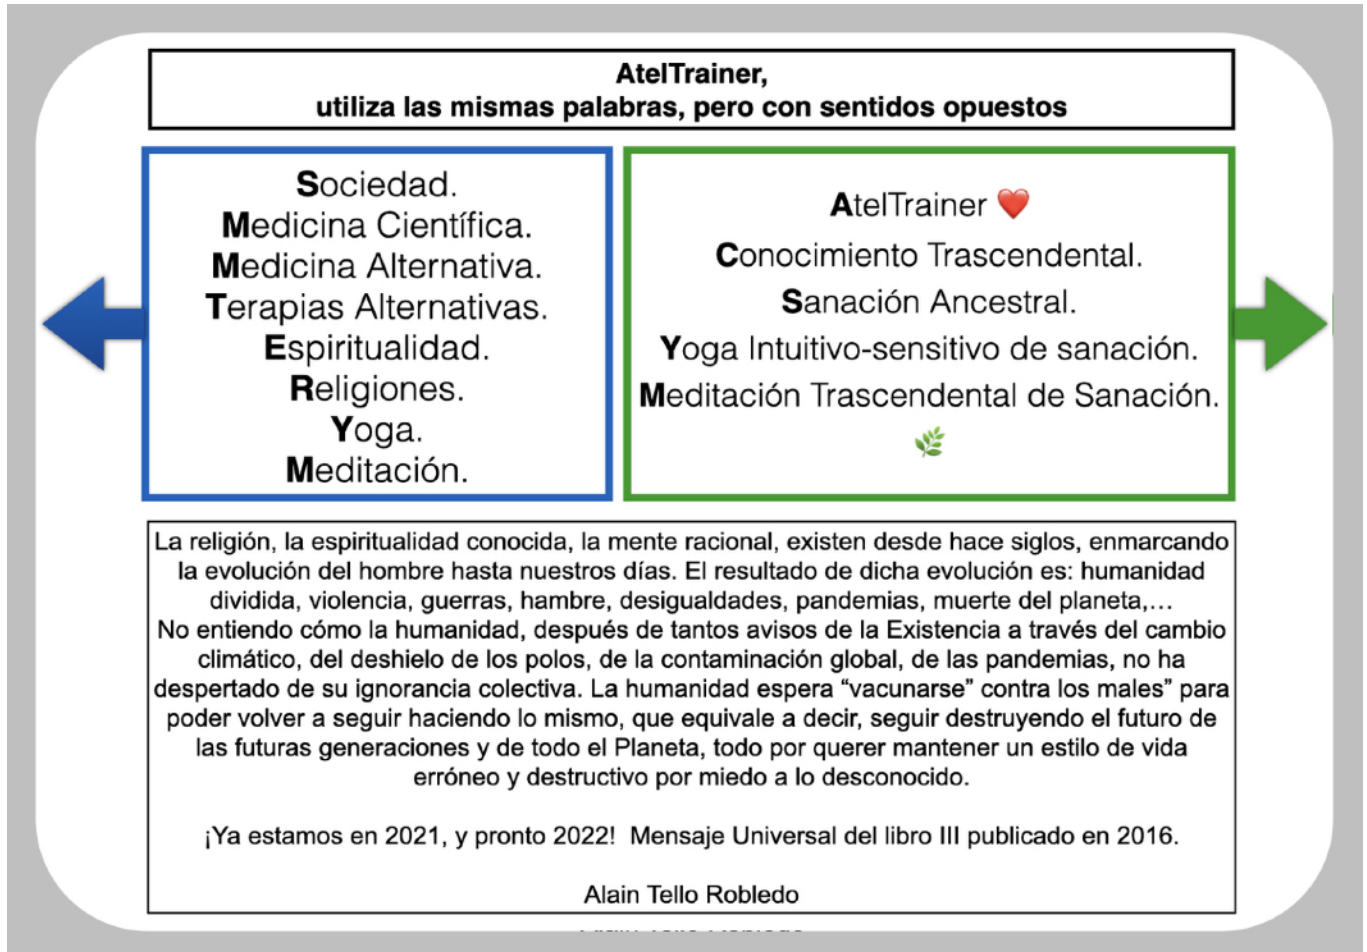 AtelTrainer,
utiliza las mismas palabras, pero con sentidos opuestos
Sociedad.
Medicina Científica.
Medicina Alternativa.
Terapias Alternativas.
Espiritualidad.
Religiones.
Yoga.
Meditación.
AtelTrainer ❤️
Conocimiento Trascendental.
Sanación Ancestral.
Yoga Intuitivo-sensitivo de sanación.
Meditación Trascendental de Sanación.
🌿
La religión, la espiritualidad conocida, la mente racional, existen desde hace siglos, enmarcando
la evolución del hombre hasta nuestros días. El resultado de dicha evolución es: humanidad
dividida, violencia, guerras, hambre, desigualdades, pandemias, muerte del planeta,…
No entiendo cómo la humanidad, después de tantos avisos de la Existencia a través del cambio
climático, del deshielo de los polos, de la contaminación global, de las pandemias, no ha
despertado de su ignorancia colectiva. La humanidad espera “vacunarse” contra los males” para
poder volver a seguir haciendo lo mismo, que equivale a decir, seguir destruyendo el futuro de
las futuras generaciones y de todo el Planeta, todo por querer mantener un estilo de vida
erróneo y destructivo por miedo a lo desconocido.
¡Ya estamos en 2021, y pronto 2022! Mensaje Universal del libro III publicado en 2016.
Alain Tello Robledo